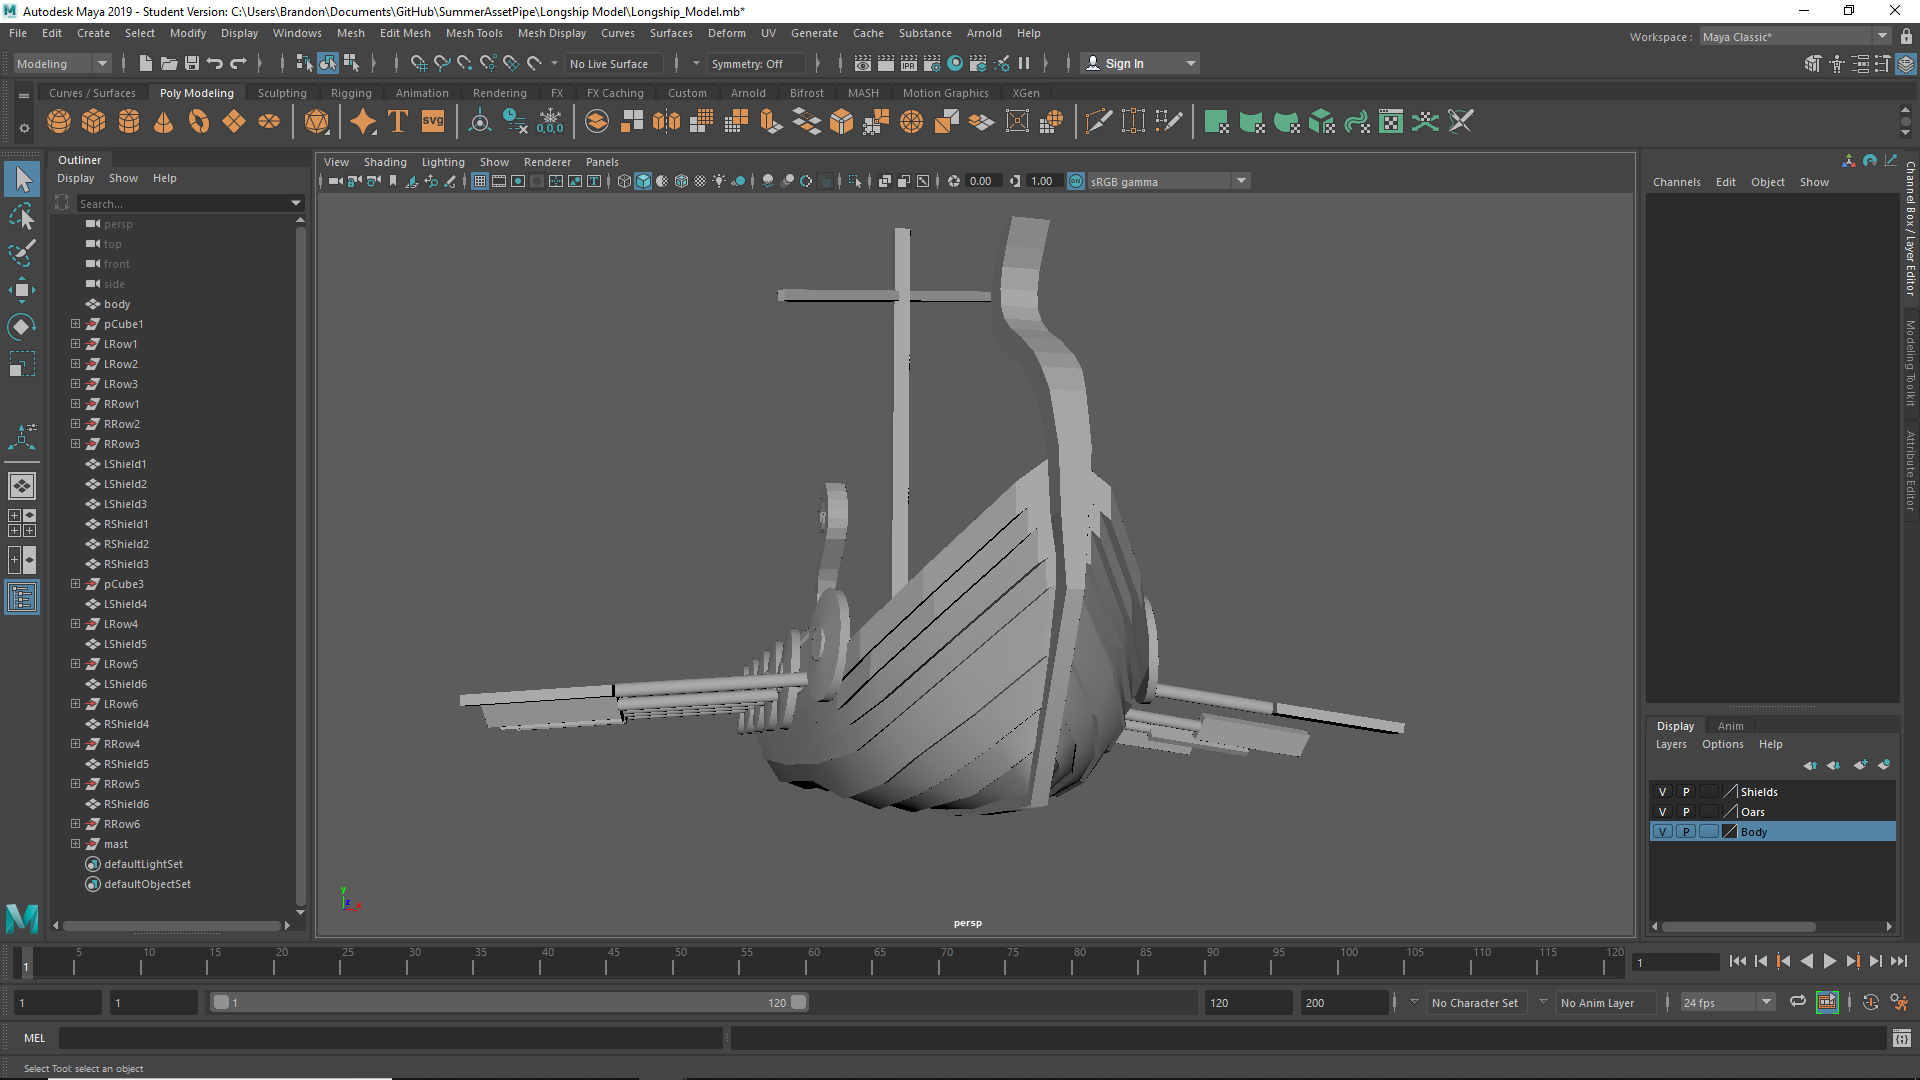 Autodesk Maya 2019 - Student Version: C:\Users\Brandon\Documents\GitHub\SummerAssetPipe\Longship Model\Longship_Model.mb*
File Edit Create Select Modify Display Windows Mesh Edit Mesh Mesh Tools Mesh Display Curves Surfaces Deform UV Generate Cache Substance Arnold Help
Workspace : Maya Classic*
Modeling No Live Surface Symmetry: Off IPR Sign In
Curves / Surfaces Poly Modeling Sculpting Rigging Animation Rendering FX FX Caching Custom Arnold Bifrost MASH Motion Graphics XGen
T svg 0,0,0
Outliner
Display Show Help
Search...
persp
top
front
side
body
pCube1
LRow1
LRow2
LRow3
RRow1
RRow2
RRow3
LShield1
LShield2
LShield3
RShield1
RShield2
RShield3
pCube3
LShield4
LRow4
LShield5
LRow5
LShield6
LRow6
RShield4
RRow4
RShield5
RRow5
RShield6
RRow6
mast
defaultLightSet
defaultObjectSet
View Shading Lighting Show Renderer Panels
0.00 1.00 ON sRGB gamma
y
z x
persp
Channels Edit Object Show
Channel Box / Layer Editor
Modeling Toolkit
Attribute Editor
Display Anim
Layers Options Help
V P Shields
V P Oars
V P Body
1 5 10 15 20 25 30 35 40 45 50 55 60 65 70 75 80 85 90 95 100 105 110 115 120
1
1 1 1 120 120 200 No Character Set No Anim Layer 24 fps
MEL
Select Tool: select an object